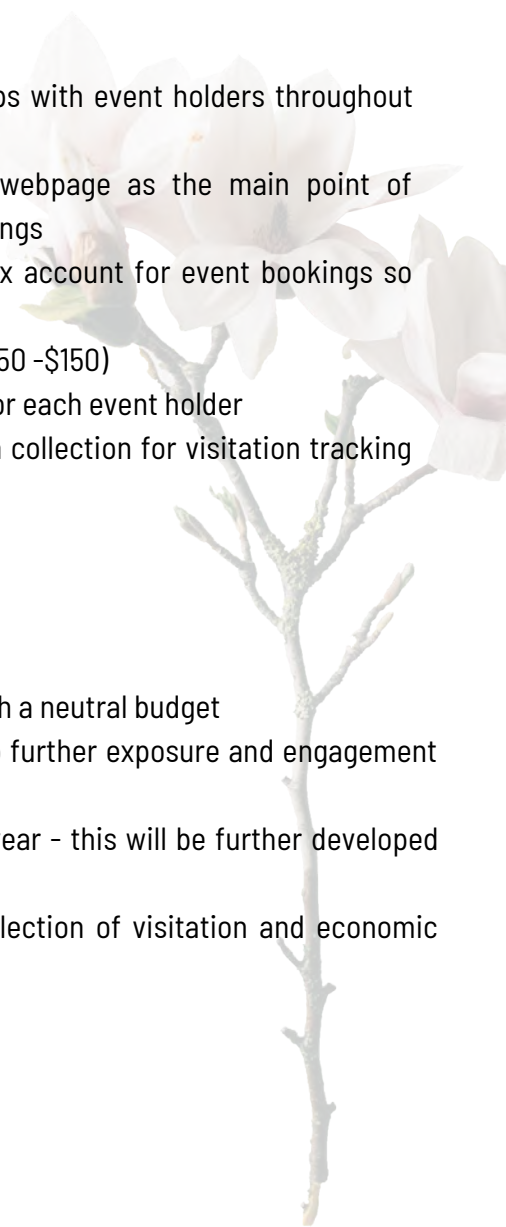 ps with event holders throughout
webpage as the main point of
ngs
x account for event bookings so
50 -$150)
or each event holder
collection for visitation tracking
h a neutral budget
further exposure and engagement
ear - this will be further developed
llection of visitation and economic